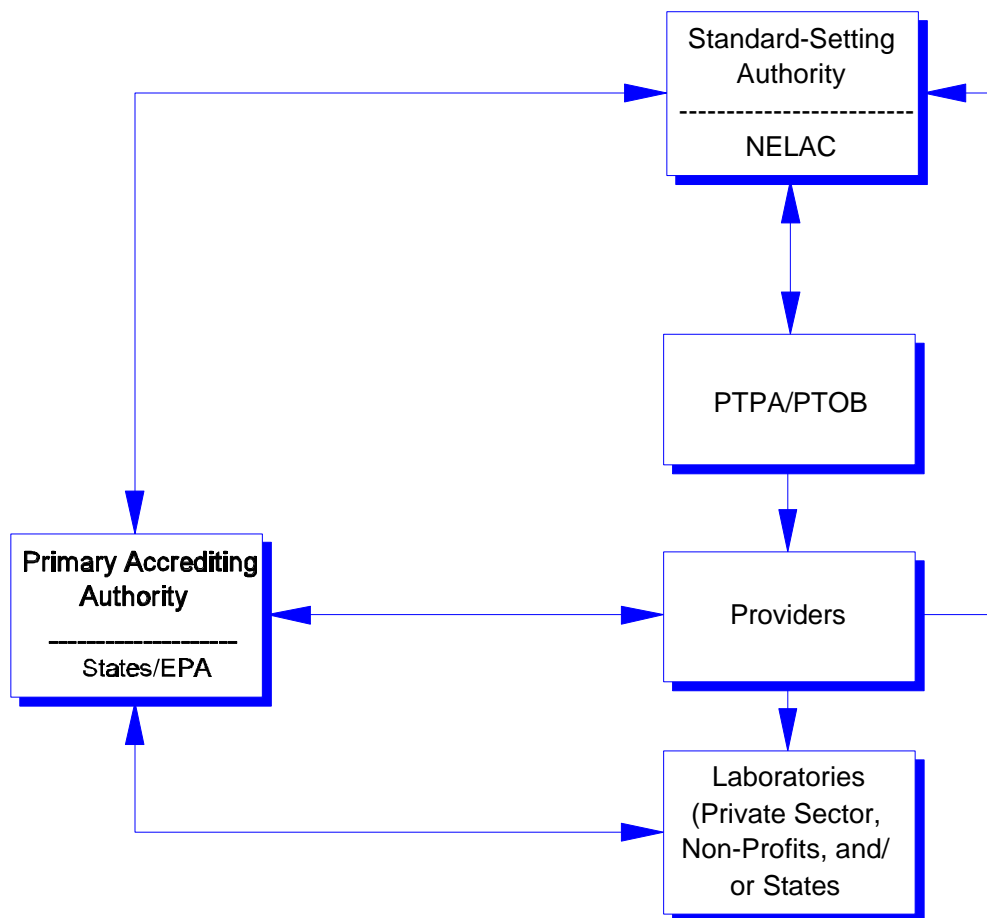 Standard-Setting
Authority
---------------------------
NELAC
PTPA/PTOB
Primary Accrediting
Authority
____________________
States/EPA
Providers
Laboratories
(Private Sector,
Non-Profits, and/
or States